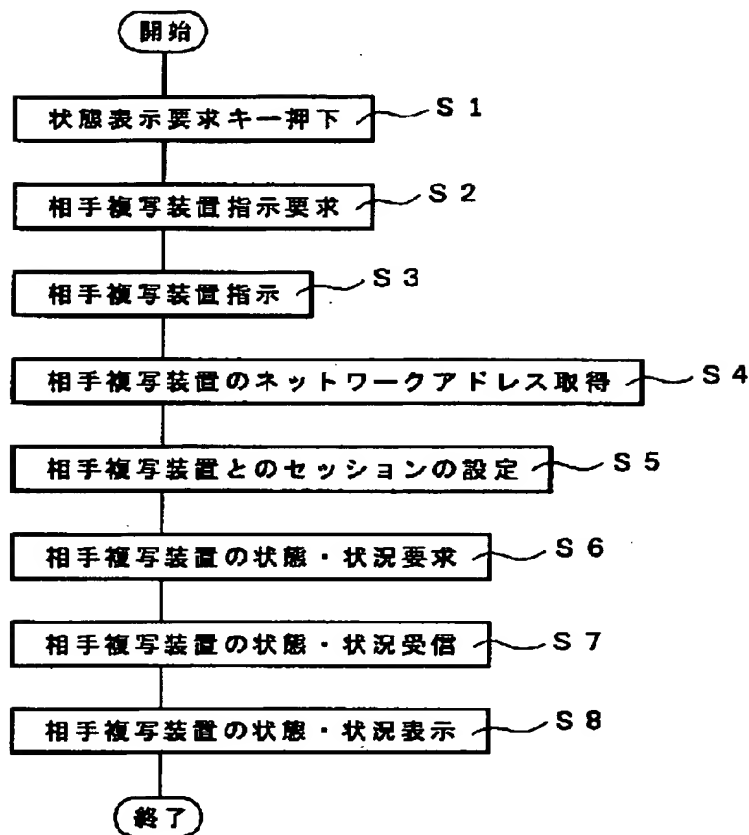 開始
状態表示要求キー押下 S1
相手複写装置指示要求 S2
相手複写装置指示 S3
相手複写装置のネットワークアドレス取得 S4
相手複写装置とのセッションの設定 S5
相手複写装置の状態・状況要求 S6
相手複写装置の状態・状況受信 S7
相手複写装置の状態・状況表示 S8
終了